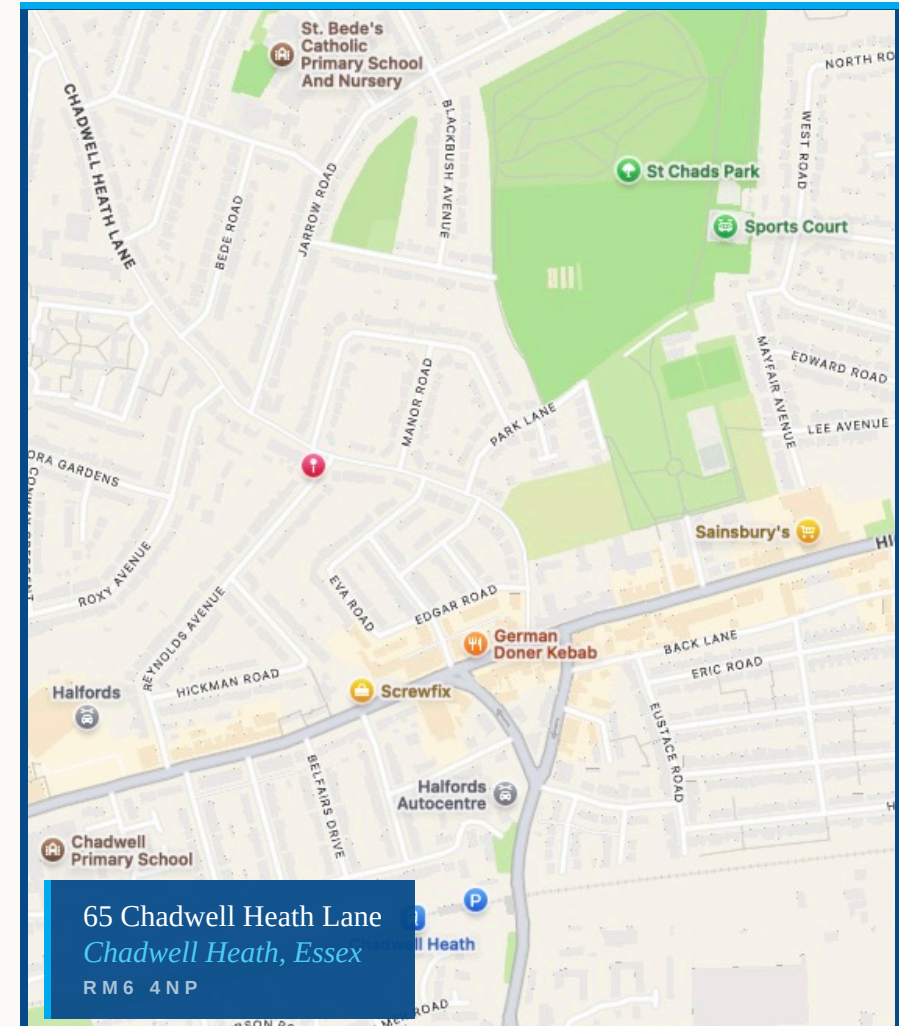 St. Bede's
Catholic
Primary School
And Nursery
NORTH RO
CHADWELL HEATH LANE
BLACKBUSH AVENUE
WEST ROAD
St Chads Park
JARROW ROAD
BEDE ROAD
Sports Court
MAYFAIR AVENUE
EDWARD ROAD
MANOR ROAD
PARK LANE
LEE AVENUE
ORA GARDENS
Sainsbury's
HI
ROXY AVENUE
EVA ROAD
EDGAR ROAD
REYNOLDS AVENUE
German
Doner Kebab
BACK LANE
ERIC ROAD
HICKMAN ROAD
Halfords
Screwfix
EUSTACE ROAD
BELFAIRS DRIVE
Halfords
Autocentre
H
Chadwell
Primary School
P
65 Chadwell Heath Lane
Chadwell Heath
Chadwell Heath, Essex
RM6 4NP